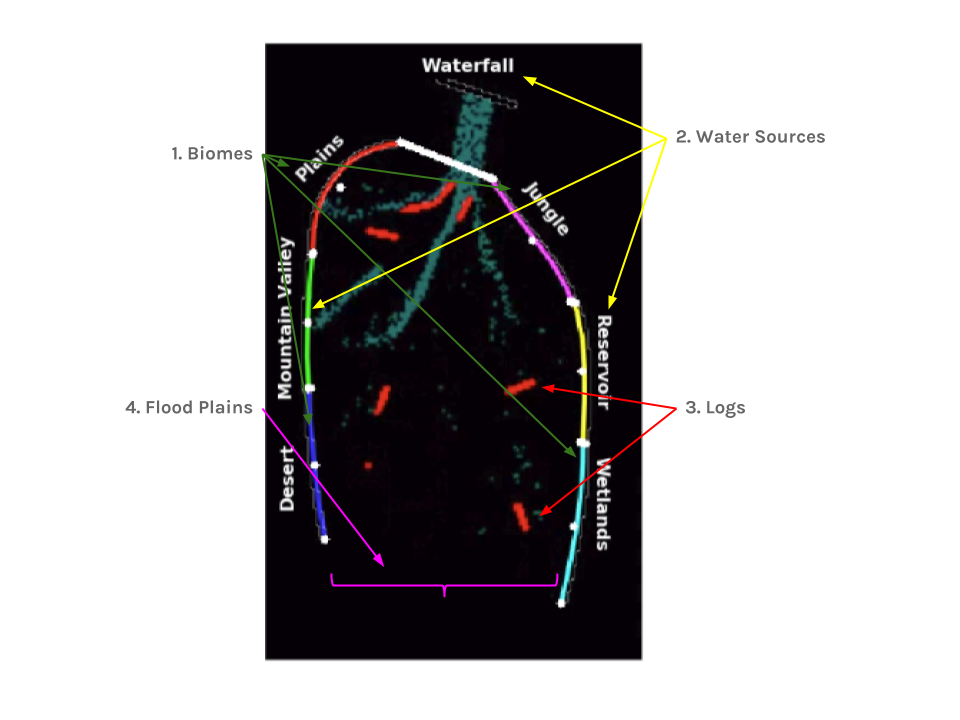 Waterfall
2. Water Sources
1. Biomes
Plains
Jungle
Mountain Valley
Reservoir
4. Flood Plains
3. Logs
Desert
Wetlands